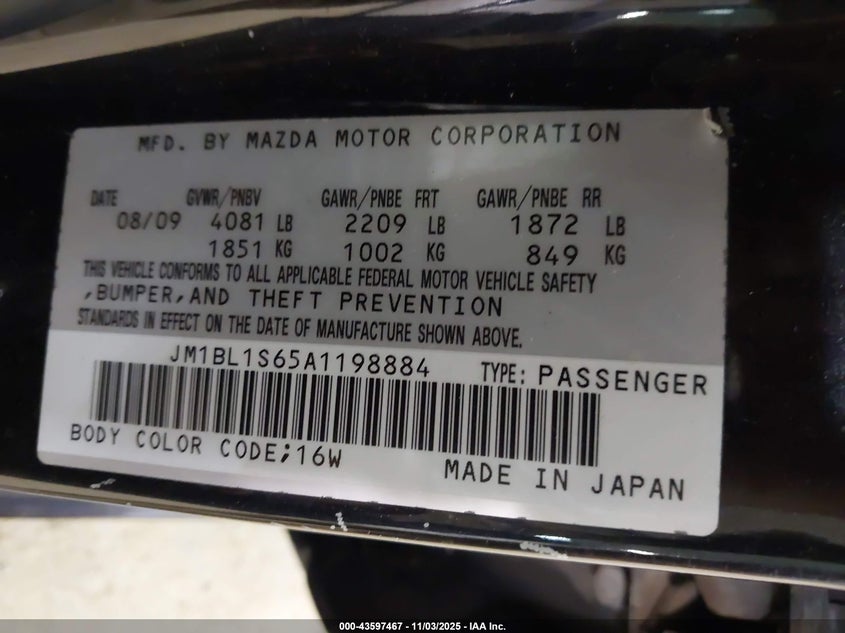 MFD. BY MAZDA MOTOR CORPORATION
DATE GVWR/PNBV GAWR/PNBE FRT GAWR/PNBE RR
08/09 4081 LB 2209 LB 1872 LB
1851 KG 1002 KG 849 KG
THIS VEHICLE CONFORMS TO ALL APPLICABLE FEDERAL MOTOR VEHICLE SAFETY
,BUMPER,AND THEFT PREVENTION
STANDARDS IN EFFECT ON THE DATE OF MANUFACTURE SHOWN ABOVE.
JM1BL1S65A1198884 TYPE: PASSENGER
BODY COLOR CODE;16W
MADE IN JAPAN
000-43597467 - 11/03/2025 - IAA Inc.